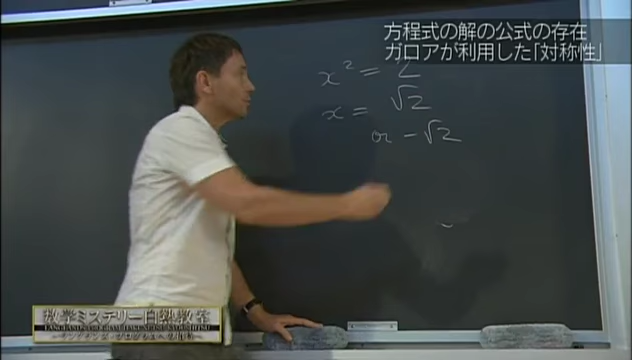 方程式の解の公式の存在
ガロアが利用した「対称性」
x² = 2
x = √2
or −√2
数学ミステリー白熱教室